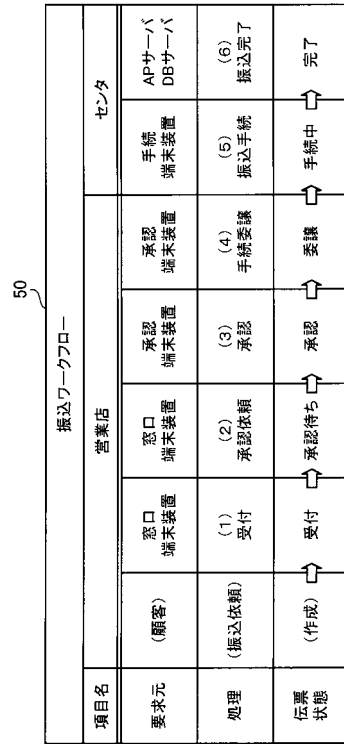 50
振込ワークフロー
項目名
営業店
センタ
要求元
(顧客)
窓口
端末装置
窓口
端末装置
承認
端末装置
承認
端末装置
手続
端末装置
APサーバ
DBサーバ
処理
(振込依頼)
(1)
受付
(2)
承認依頼
(3)
承認
(4)
手続委譲
(5)
振込手続
(6)
振込完了
伝票
状態
(作成)
受付
承認待ち
承認
委譲
手続中
完了